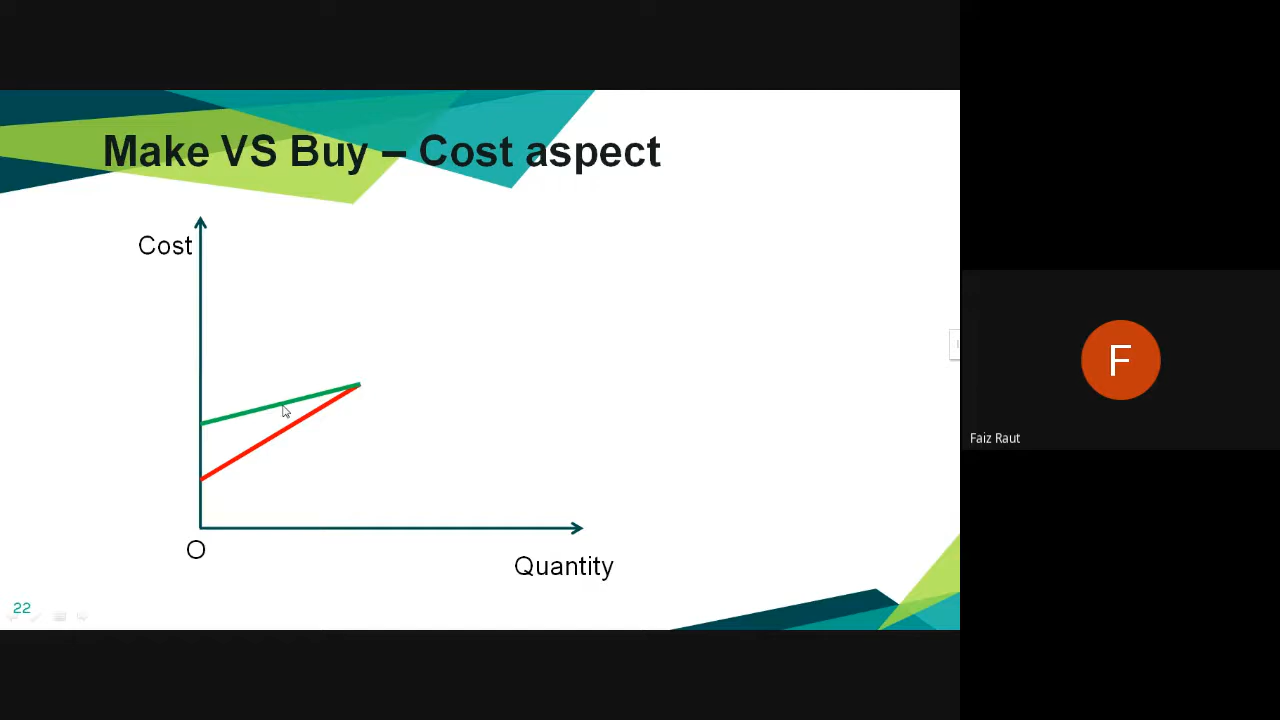 Make VS Buy – Cost aspect
Cost
O
Quantity
22
F
Faiz Raut